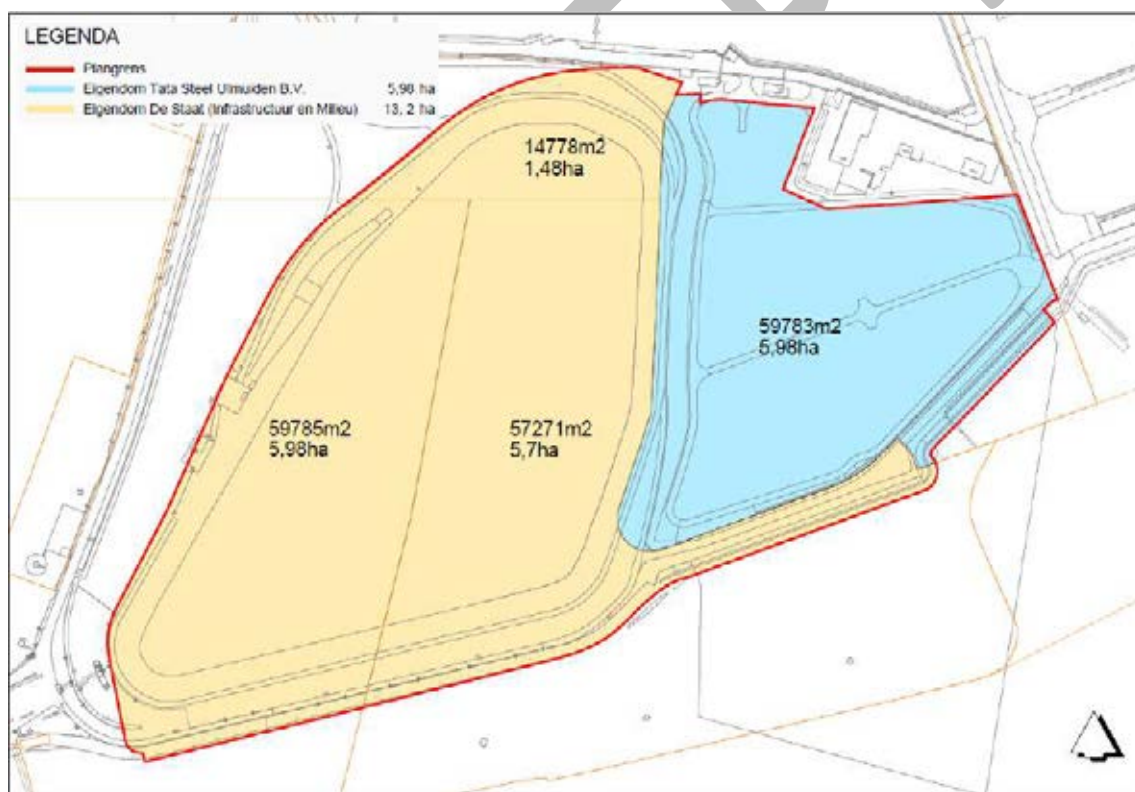 LEGENDA
Plangrens
Eigendom Tata Steel IJmuiden B.V. 5,98 ha
Eigendom De Staat (Infrastructuur en Milieu) 13, 2 ha
14778m2
1,48ha
59783m2
5,98ha
59785m2
5,98ha
57271m2
5,7ha